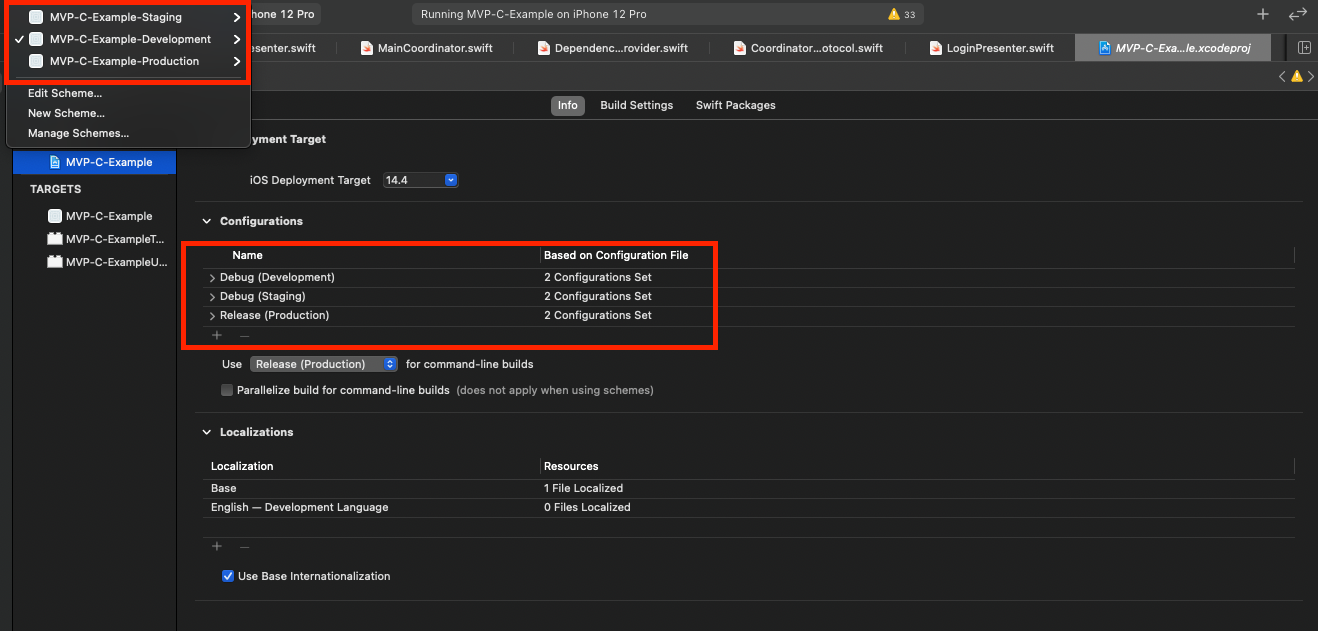 MVP-C-Example-Staging
MVP-C-Example-Development
MVP-C-Example-Production
Edit Scheme...
New Scheme...
Manage Schemes...
hone 12 Pro
Running MVP-C-Example on iPhone 12 Pro
33
esenter.swift
MainCoordinator.swift
Dependenc...rovider.swift
Coordinator...otocol.swift
LoginPresenter.swift
MVP-C-Exa...le.xcodeproj
Info
Build Settings
Swift Packages
MVP-C-Example
TARGETS
MVP-C-Example
MVP-C-ExampleT...
MVP-C-ExampleU...
yment Target
iOS Deployment Target
14.4
Configurations
Name
Based on Configuration File
Debug (Development)
2 Configurations Set
Debug (Staging)
2 Configurations Set
Release (Production)
2 Configurations Set
Use
Release (Production)
for command-line builds
Parallelize build for command-line builds
(does not apply when using schemes)
Localizations
Localization
Resources
Base
1 File Localized
English — Development Language
0 Files Localized
Use Base Internationalization